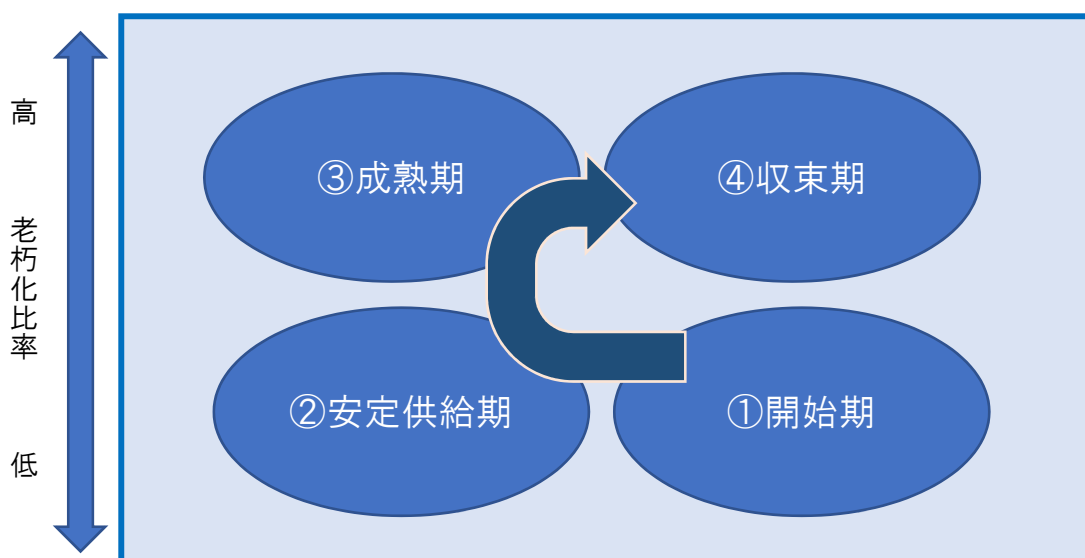 高
老朽化比率
低
③成熟期
④収束期
②安定供給期
①開始期